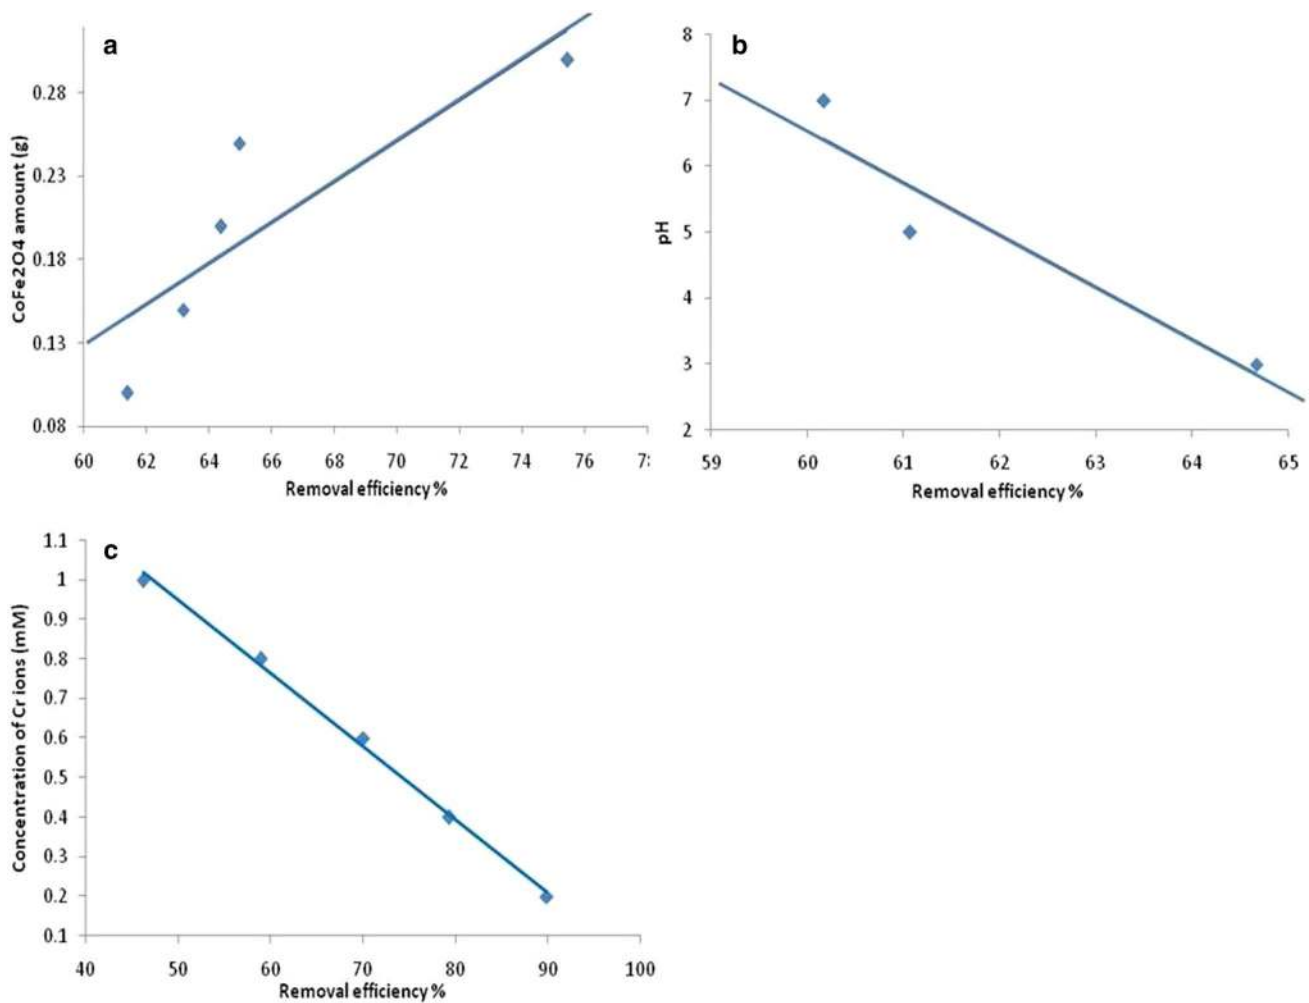 a
CoFe2O4 amount (g)
0.28
0.23
0.18
0.13
0.08
60 62 64 66 68 70 72 74 76
Removal efficiency %
b
pH
8
7
6
5
4
3
2
59 60 61 62 63 64 65
Removal efficiency %
c
Concentration of Cr ions (mM)
1.1
1
0.9
0.8
0.7
0.6
0.5
0.4
0.3
0.2
0.1
40 50 60 70 80 90 100
Removal efficiency %